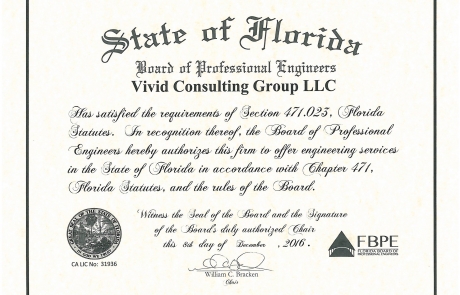 State of Florida
Board of Professional Engineers
Vivid Consulting Group LLC
Has satisfied the requirements of Section 471.023, Florida
Statutes. In recognition thereof, the Board of Professional
Engineers hereby authorizes this firm to offer engineering services
in the State of Florida in accordance with Chapter 471,
Florida Statutes, and the rules of the Board.
Witness the Seal of the Board and the Signature
of the Board's duly authorized Chair
this 8th day of December, 2016.
FBPE
FLORIDA BOARD OF
PROFESSIONAL ENGINEERS
CA LIC No: 31936
William C. Bracken
Chair